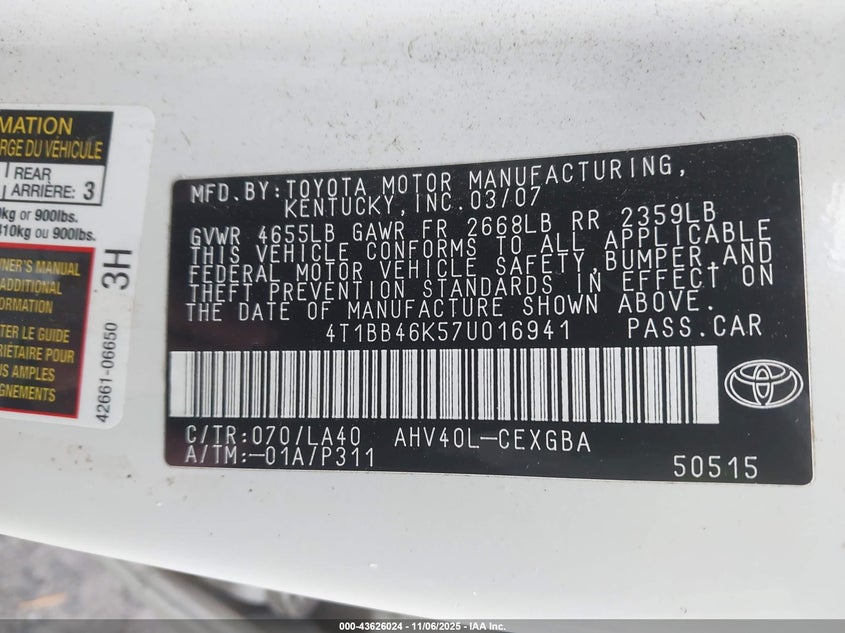 MATION
RGE DU VÉHICULE
REAR
ARRIÈRE: 3
kg or 900lbs.
410kg ou 900lbs.
NER'S MANUAL
ADDITIONAL
FORMATION
TER LE GUIDE
RIÉTAIRE POUR
US AMPLES
GNEMENTS
3H
42661-06650
MFD.BY:TOYOTA MOTOR MANUFACTURING,
KENTUCKY,INC.03/07
GVWR 4655LB GAWR FR 2668LB RR 2359LB
THIS VEHICLE CONFORMS TO ALL APPLICABLE
FEDERAL MOTOR VEHICLE SAFETY,BUMPER,AND
THEFT PREVENTION STANDARDS IN EFFECT ON
THE DATE OF MANUFACTURE SHOWN ABOVE.
4T1BB46K57U016941 PASS.CAR
C/TR:070/LA40 AHV40L-CEXGBA
A/TM:-01A/P311
50515
000-43626024 - 11/06/2025 - IAA Inc.